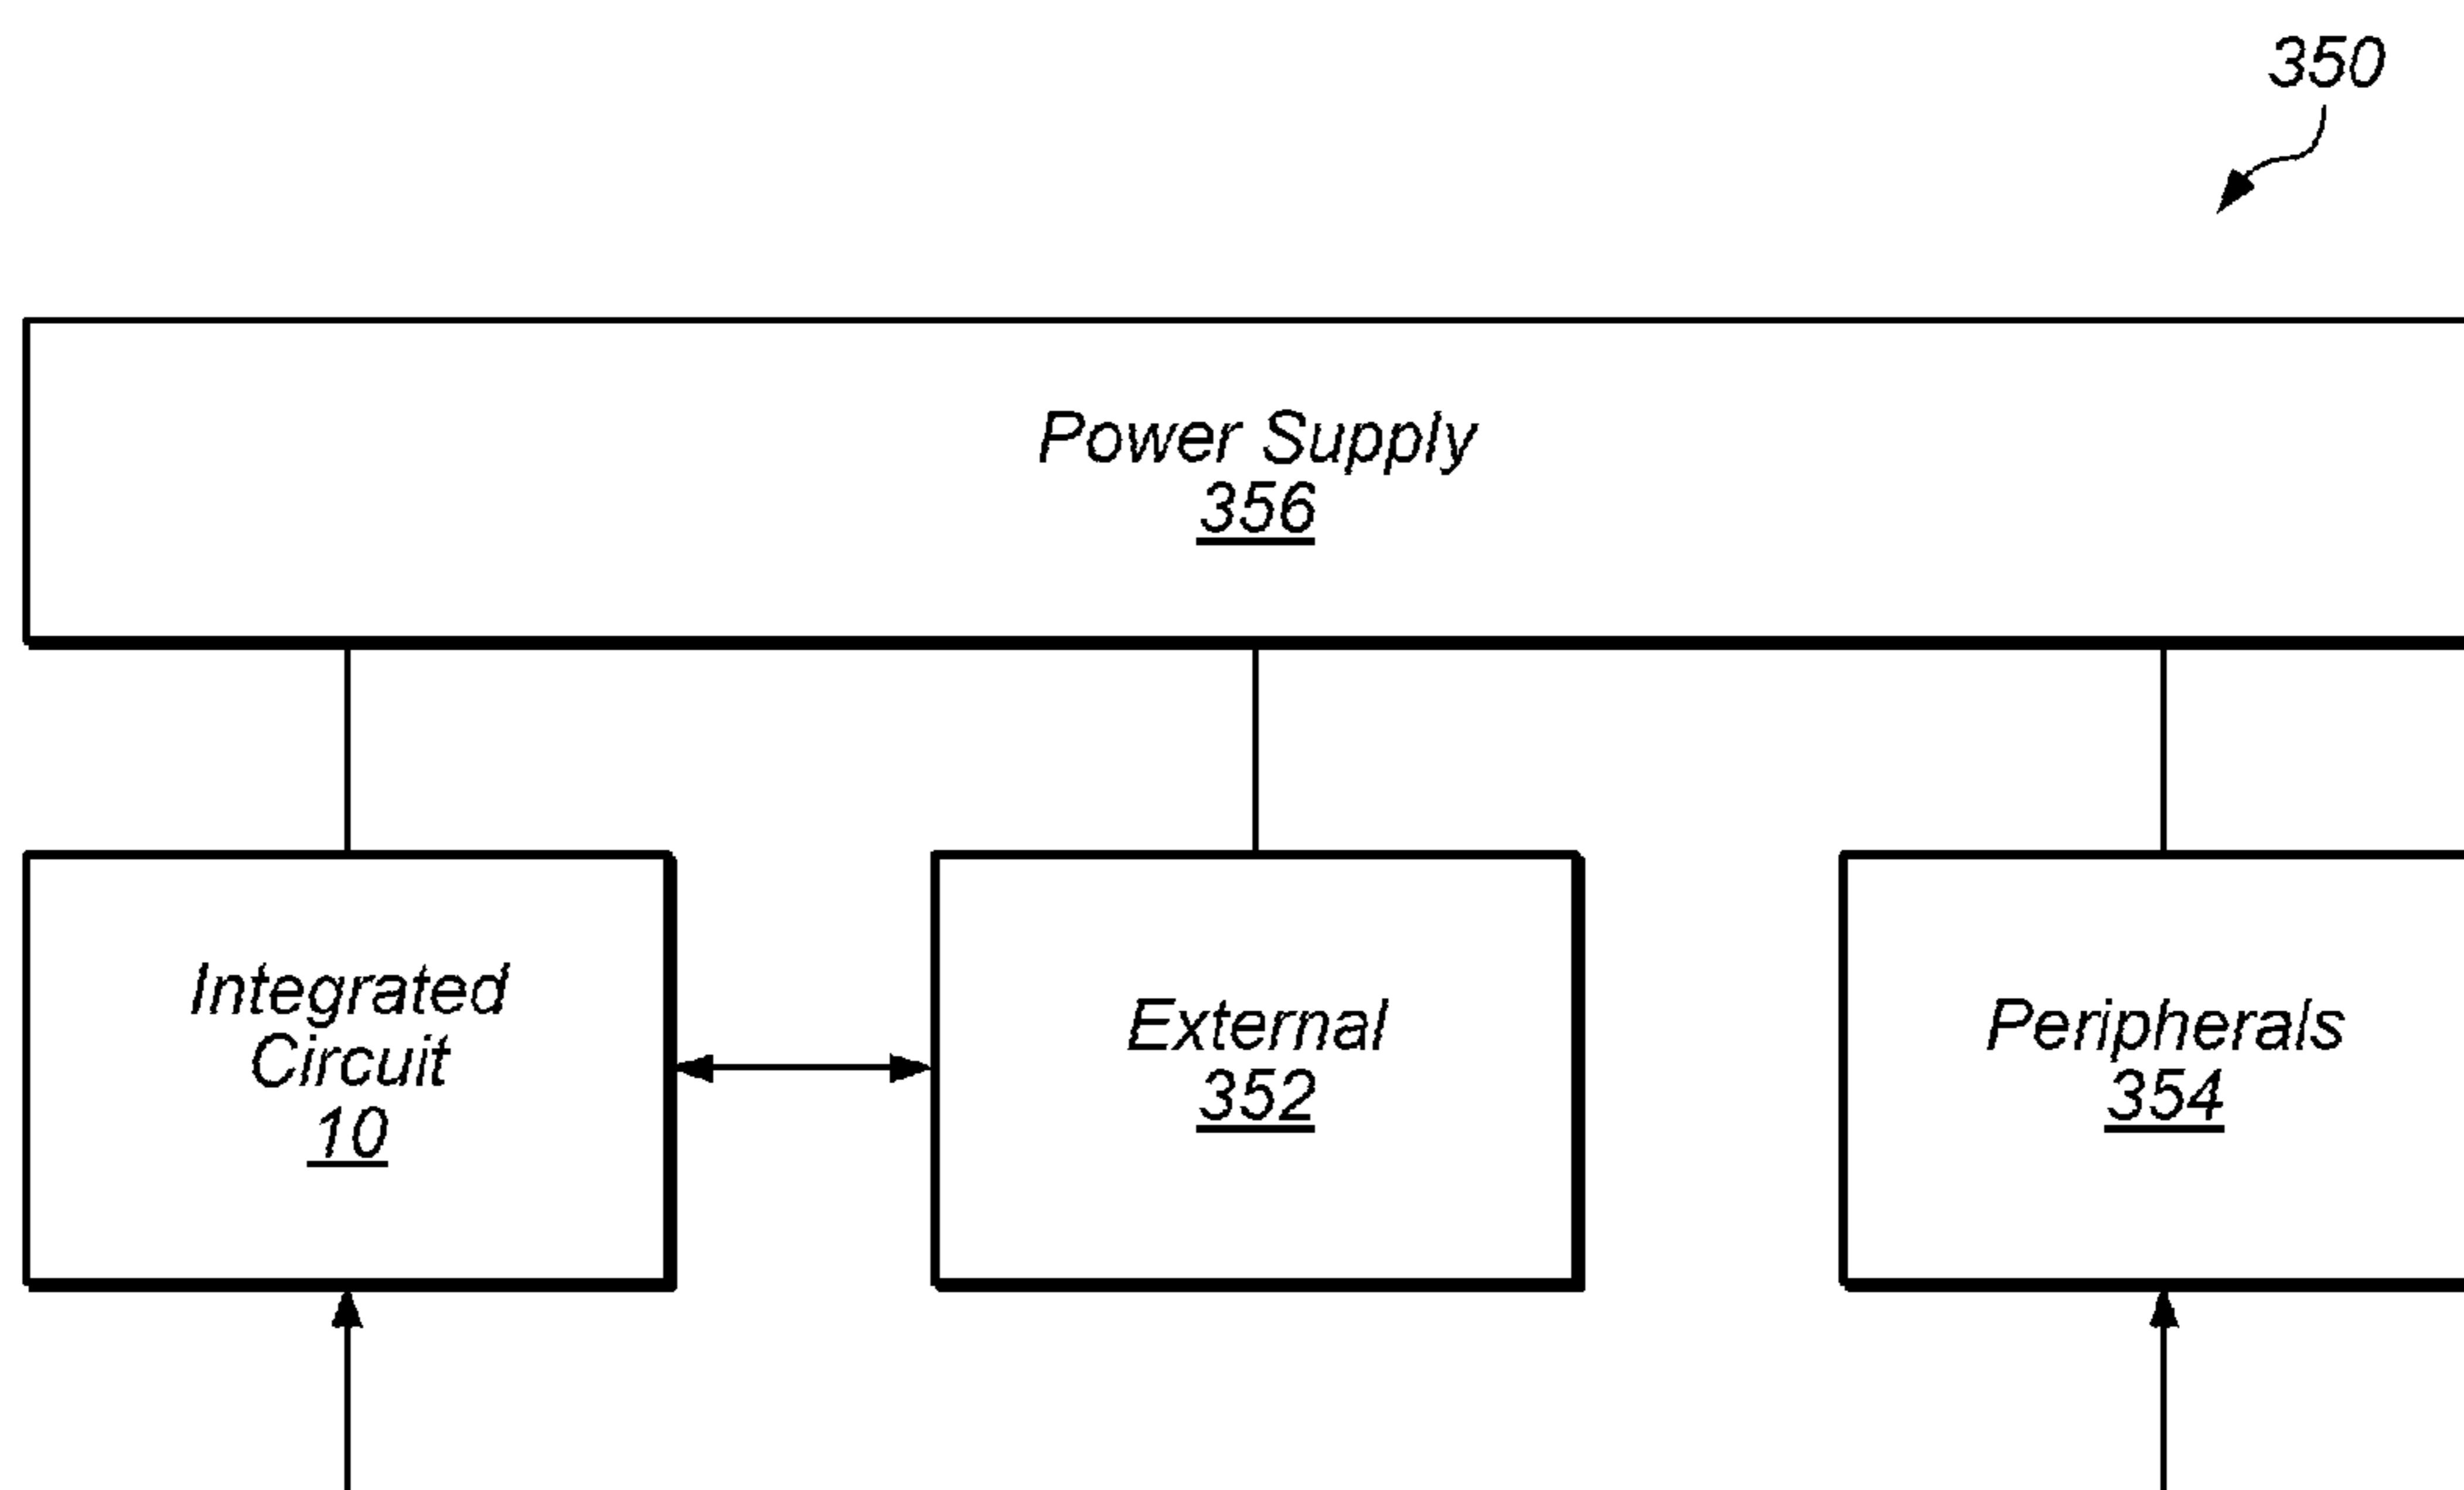 350
Power Supply
356
Integrated
Circuit
10
External
352
Peripherals
354